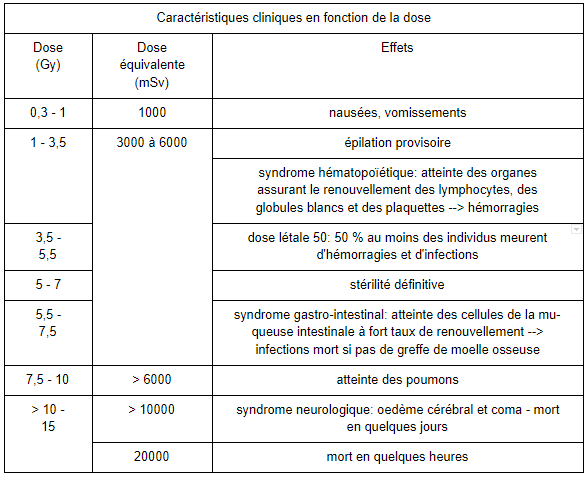 Caractéristiques cliniques en fonction de la dose
Dose
(Gy)
Dose
équivalente
(mSv)
Effets
0,3 - 1
1000
nausées, vomissements
1 - 3,5
3000 à 6000
épilation provisoire
syndrome hématopoïétique: atteinte des organes
assurant le renouvellement des lymphocytes, des
globules blancs et des plaquettes --> hémorragies
3,5 -
5,5
dose létale 50: 50 % au moins des individus meurent
d'hémorragies et d'infections
5 - 7
stérilité définitive
5,5 -
7,5
syndrome gastro-intestinal: atteinte des cellules de la mu-
queuse intestinale à fort taux de renouvellement -->
infections mort si pas de greffe de moelle osseuse
7,5 - 10
> 6000
atteinte des poumons
> 10 -
15
> 10000
syndrome neurologique: oedème cérébral et coma - mort
en quelques jours
20000
mort en quelques heures